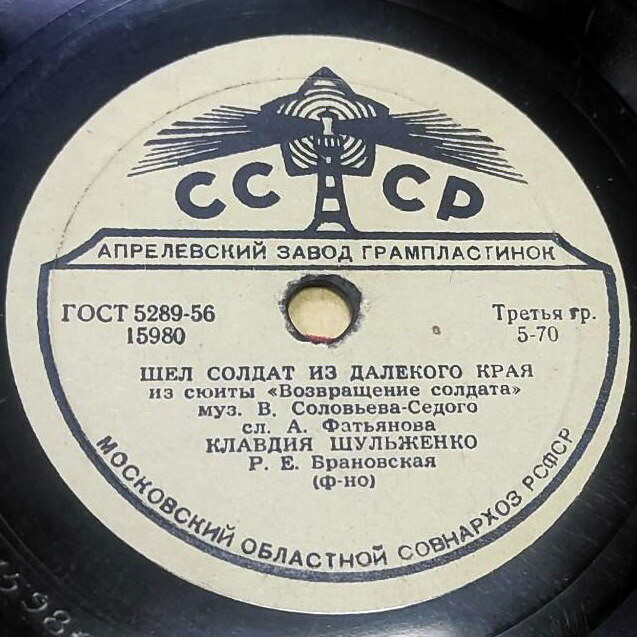 СССР
АПРЕЛЕВСКИЙ ЗАВОД ГРАМПЛАСТИНОК
ГОСТ 5289-56
15980
Третья гр.
5-70
ШЕЛ СОЛДАТ ИЗ ДАЛЕКОГО КРАЯ
из сюиты «Возвращение солдата»
муз. В. Соловьева-Седого
сл. А. Фатьянова
КЛАВДИЯ ШУЛЬЖЕНКО
Р. Е. Брановская
(Ф-но)
МОСКОВСКИЙ ОБЛАСТНОЙ СОВНАРХОЗ РСФСР